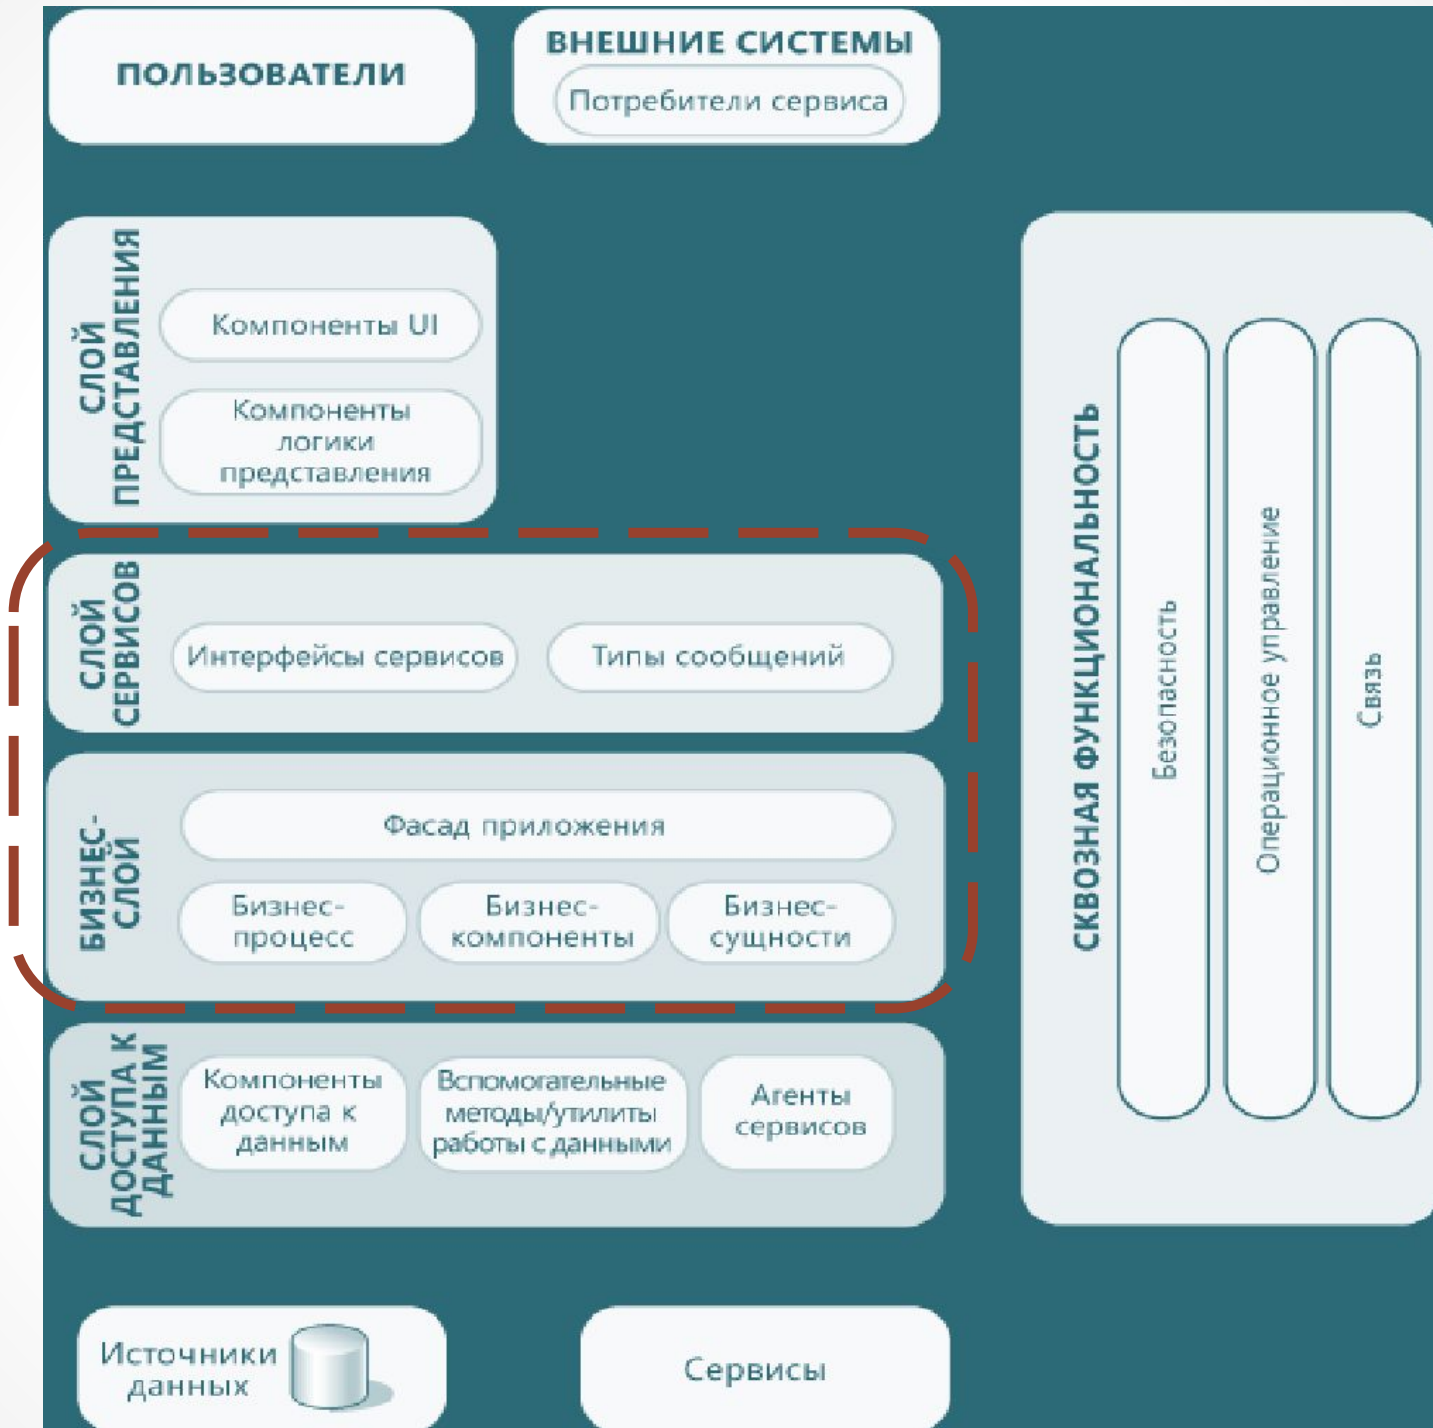 ПОЛЬЗОВАТЕЛИ
ВНЕШНИЕ СИСТЕМЫ
Потребители сервиса
СЛОЙ
ПРЕДСТАВЛЕНИЯ
Компоненты UI
Компоненты
логики
представления
СЛОЙ
СЕРВИСОВ
Интерфейсы сервисов
Типы сообщений
БИЗНЕС-
СЛОЙ
Фасад приложения
Бизнес-
процесс
Бизнес-
компоненты
Бизнес-
сущности
СЛОЙ
ДОСТУПА К
ДАННЫМ
Компоненты
доступа к
данным
Вспомогательные
методы/утилиты
работы с данными
Агенты
сервисов
СКВОЗНАЯ ФУНКЦИОНАЛЬНОСТЬ
Безопасность
Операционное управление
Связь
Источники
данных
Сервисы